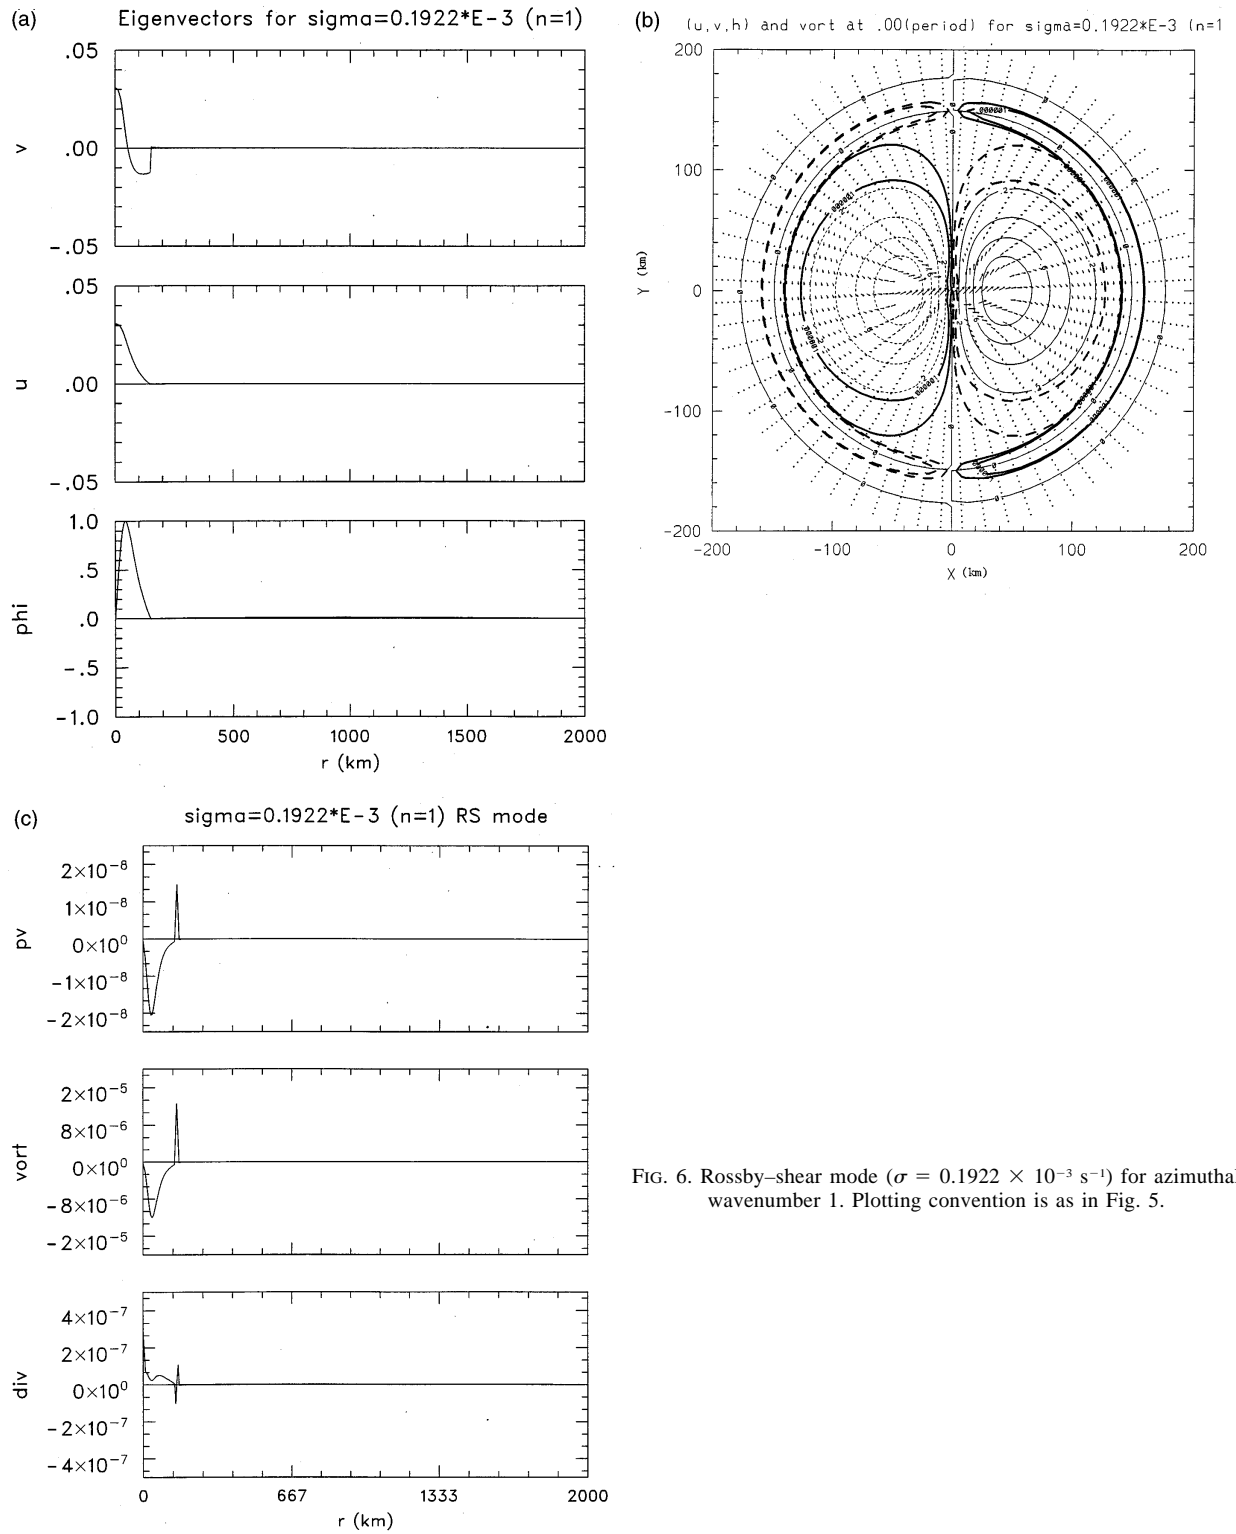 (a) Eigenvectors for sigma=0.1922*E-3 (n=1)
.05
.00
-.05
v
.05
.00
-.05
u
1.0
.5
.0
-.5
-1.0
phi
0 500 1000 1500 2000
r (km)
(b) (u,v,h) and vort at .00(period) for sigma=0.1922*E-3 (n=1
200
100
0
-100
-200
Y (km)
-200 -100 0 100 200
X (km)
(c) sigma=0.1922*E-3 (n=1) RS mode
2×10⁻⁸
1×10⁻⁸
0×10⁰
-1×10⁻⁸
-2×10⁻⁸
pv
2×10⁻⁵
8×10⁻⁶
0×10⁰
-8×10⁻⁶
-2×10⁻⁵
vort
4×10⁻⁷
2×10⁻⁷
0×10⁰
-2×10⁻⁷
-4×10⁻⁷
div
0 667 1333 2000
r (km)
FIG. 6. Rossby–shear mode (σ = 0.1922 × 10⁻³ s⁻¹) for azimuthal
wavenumber 1. Plotting convention is as in Fig. 5.